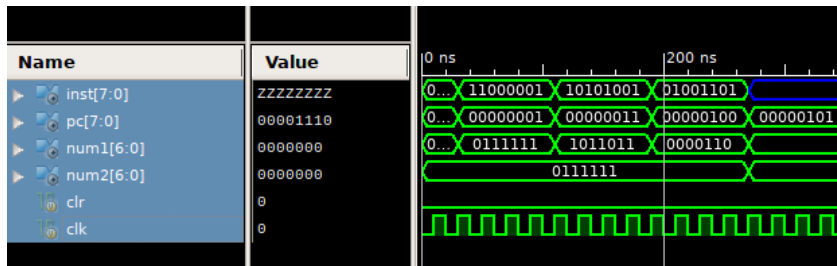 Name Value 0 ns 200 ns
inst[7:0] ZZZZZZZZ 0... 11000001 10101001 01001101
pc[7:0] 00001110 0... 00000001 00000011 00000100 00000101
num1[6:0] 0000000 0... 0111111 1011011 0000110
num2[6:0] 0000000 0111111
clr 0
clk 0